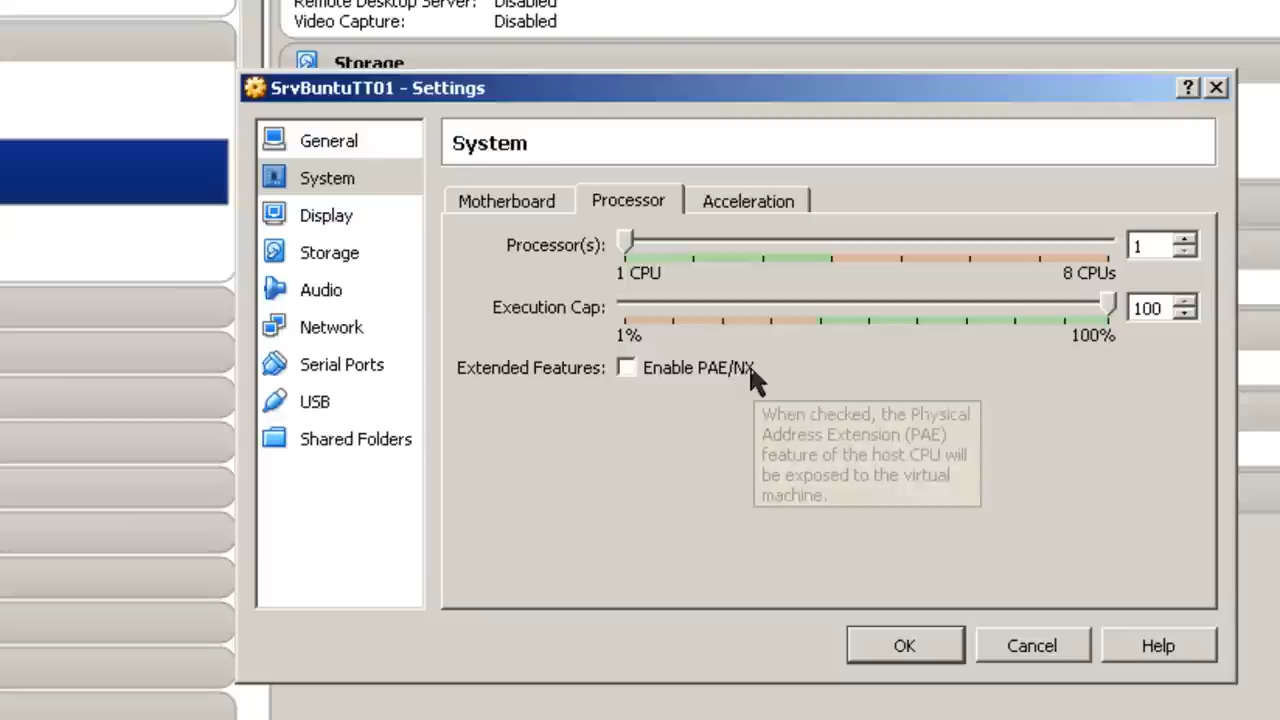 Remote Desktop Server: Disabled
Video Capture: Disabled
Storage
SrvBuntuTT01 - Settings
General
System
Display
Storage
Audio
Network
Serial Ports
USB
Shared Folders
System
Motherboard Processor Acceleration
Processor(s): 1
1 CPU 8 CPUs
Execution Cap: 100
1% 100%
Extended Features: Enable PAE/NX
When checked, the Physical
Address Extension (PAE)
feature of the host CPU will
be exposed to the virtual
machine.
OK Cancel Help